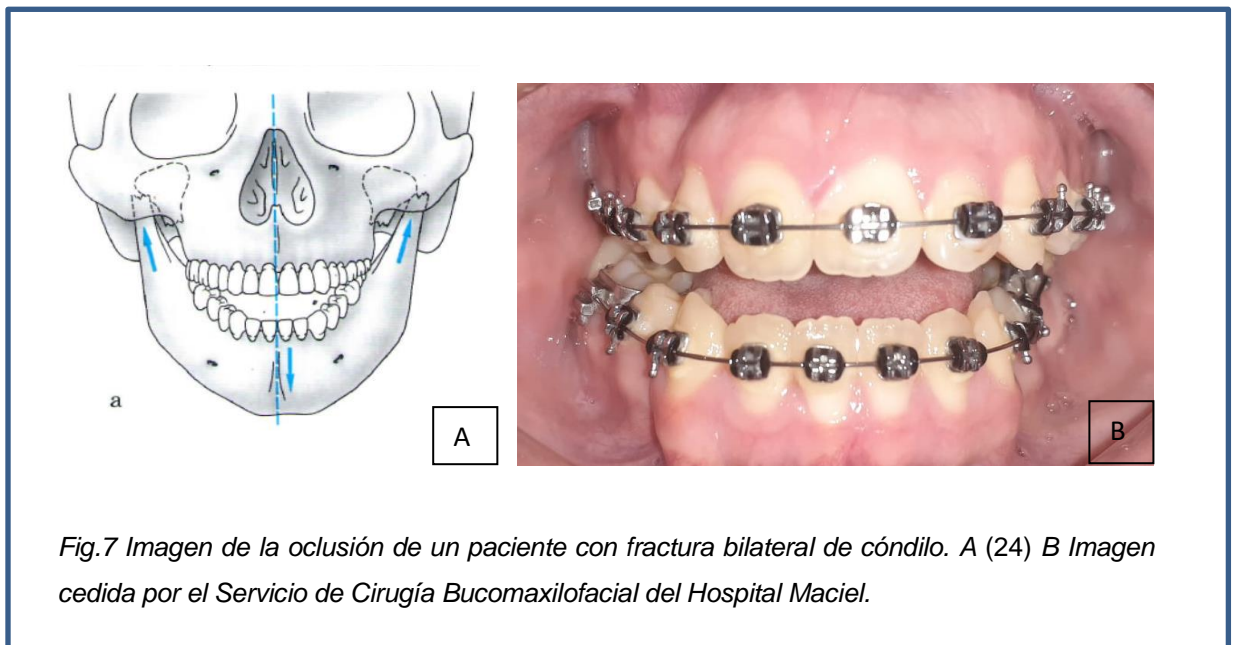 a
A
B
Fig.7 Imagen de la oclusión de un paciente con fractura bilateral de cóndilo. A (24) B Imagen
cedida por el Servicio de Cirugía Bucomaxilofacial del Hospital Maciel.